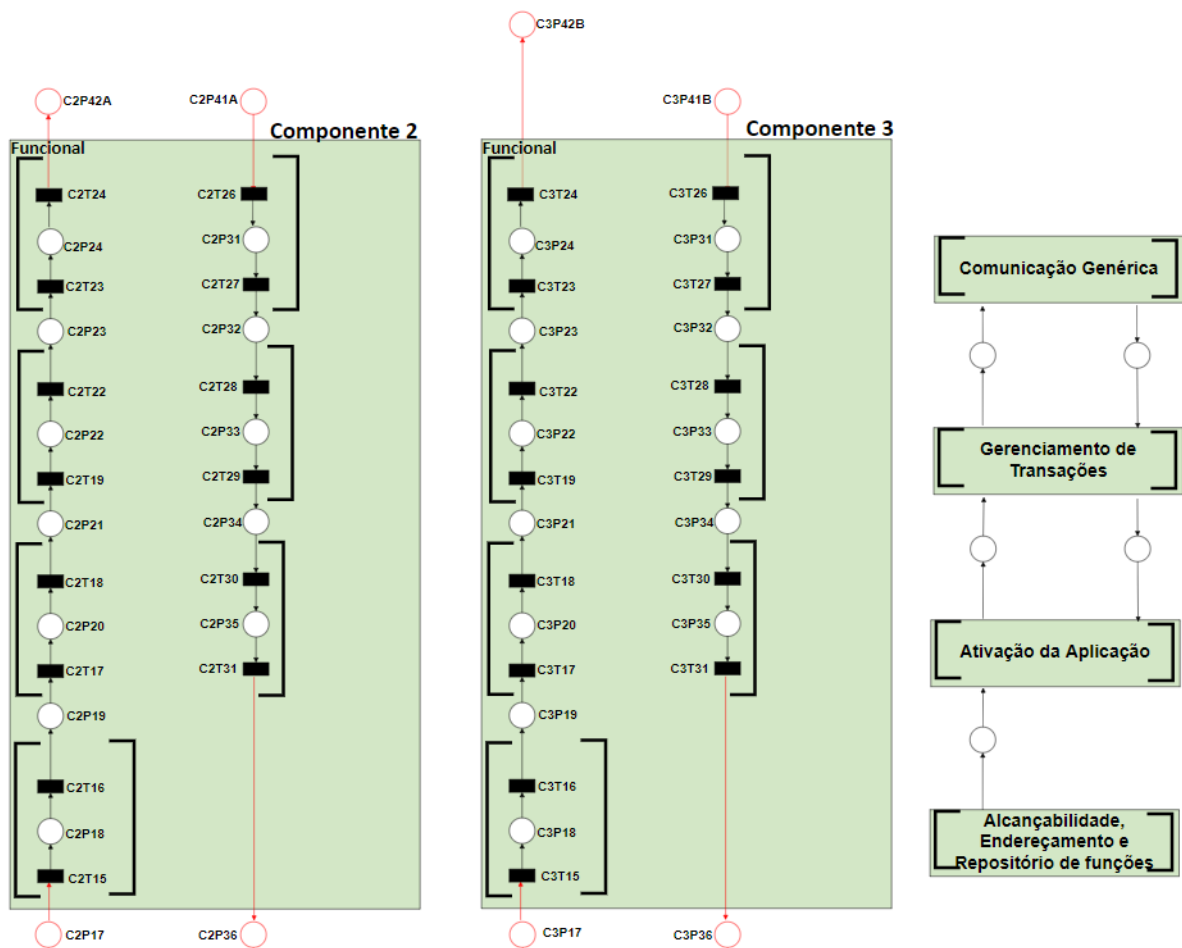 C3P42B
C2P42A
C2P41A
C3P41B
Componente 2
Componente 3
Funcional
Funcional
C2T24
C2T26
C3T24
C3T26
C2P24
C2P31
C3P24
C3P31
C2T23
C2T27
C3T23
C3T27
C2P23
C2P32
C3P23
C3P32
C2T22
C2T28
C3T22
C3T28
C2P22
C2P33
C3P22
C3P33
C2T19
C2T29
C3T19
C3T29
C2P21
C2P34
C3P21
C3P34
C2T18
C2T30
C3T18
C3T30
C2P20
C2P35
C3P20
C3P35
C2T17
C2T31
C3T17
C3T31
C2P19
C3P19
C2T16
C3T16
C2P18
C3P18
C2T15
C3T15
C2P17
C2P36
C3P17
C3P36
Comunicação Genérica
Gerenciamento de
Transações
Ativação da Aplicação
Alcançabilidade,
Endereçamento e
Repositório de funções